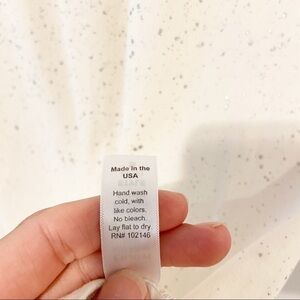 Made in the
USA
Hand wash
cold, with
like colors.
No bleach.
Lay flat to dry
RN# 102146